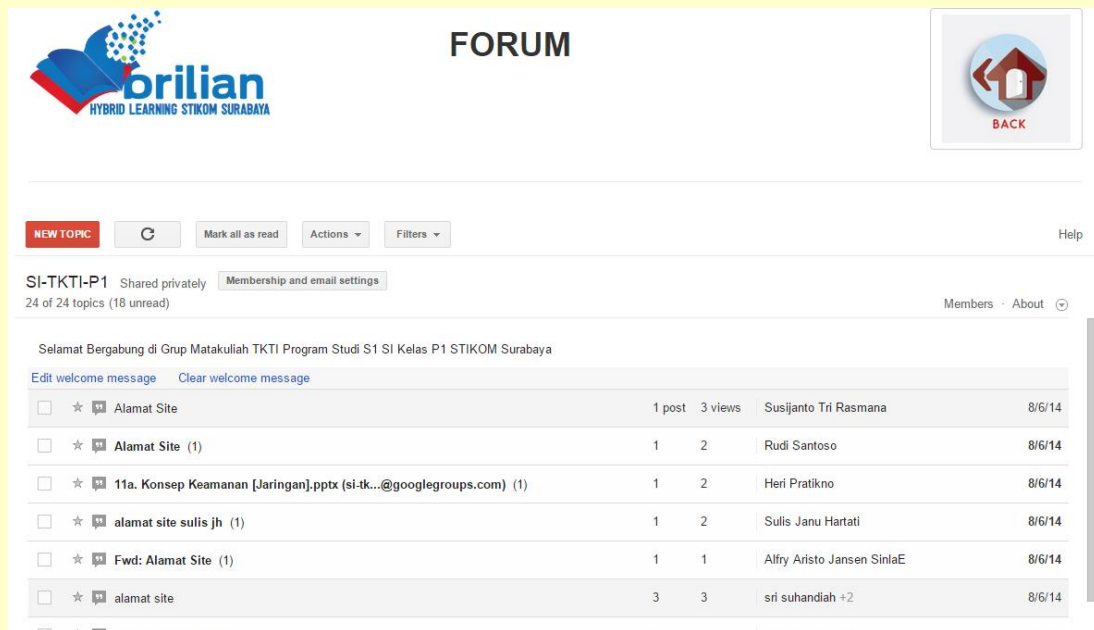 brilian
HYBRID LEARNING STIKOM SURABAYA
FORUM
BACK
NEW TOPIC Mark all as read Actions Filters Help
SI-TKTI-P1 Shared privately Membership and email settings
24 of 24 topics (18 unread) Members · About
Selamat Bergabung di Grup Matakuliah TKTI Program Studi S1 SI Kelas P1 STIKOM Surabaya
Edit welcome message Clear welcome message
Alamat Site 1 post 3 views Susijanto Tri Rasmana 8/6/14
Alamat Site (1) 1 2 Rudi Santoso 8/6/14
11a. Konsep Keamanan [Jaringan].pptx (si-tk...@googlegroups.com) (1) 1 2 Heri Pratikno 8/6/14
alamat site sulis jh (1) 1 2 Sulis Janu Hartati 8/6/14
Fwd: Alamat Site (1) 1 1 Alfry Aristo Jansen SinlaE 8/6/14
alamat site 3 3 sri suhandiah +2 8/6/14